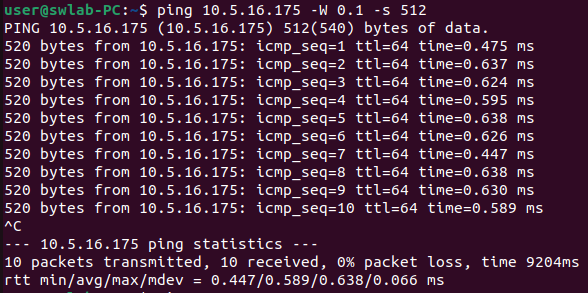 user@swlab-PC:~$ ping 10.5.16.175 -W 0.1 -s 512
PING 10.5.16.175 (10.5.16.175) 512(540) bytes of data.
520 bytes from 10.5.16.175: icmp_seq=1 ttl=64 time=0.475 ms
520 bytes from 10.5.16.175: icmp_seq=2 ttl=64 time=0.637 ms
520 bytes from 10.5.16.175: icmp_seq=3 ttl=64 time=0.624 ms
520 bytes from 10.5.16.175: icmp_seq=4 ttl=64 time=0.595 ms
520 bytes from 10.5.16.175: icmp_seq=5 ttl=64 time=0.638 ms
520 bytes from 10.5.16.175: icmp_seq=6 ttl=64 time=0.626 ms
520 bytes from 10.5.16.175: icmp_seq=7 ttl=64 time=0.447 ms
520 bytes from 10.5.16.175: icmp_seq=8 ttl=64 time=0.638 ms
520 bytes from 10.5.16.175: icmp_seq=9 ttl=64 time=0.630 ms
520 bytes from 10.5.16.175: icmp_seq=10 ttl=64 time=0.589 ms
^C
--- 10.5.16.175 ping statistics ---
10 packets transmitted, 10 received, 0% packet loss, time 9204ms
rtt min/avg/max/mdev = 0.447/0.589/0.638/0.066 ms